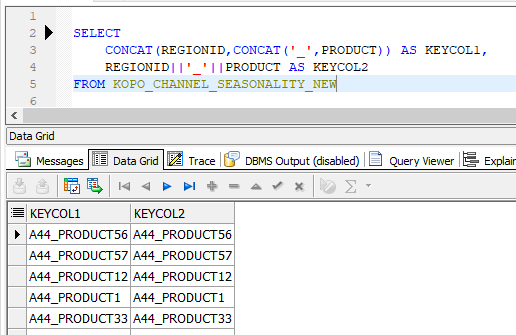 1
2 SELECT
3 CONCAT(REGIONID,CONCAT('_',PRODUCT)) AS KEYCOL1,
4 REGIONID||'_'||PRODUCT AS KEYCOL2
5 FROM KOPO_CHANNEL_SEASONALITY_NEW
6
Data Grid
Messages Data Grid Trace DBMS Output (disabled) Query Viewer Explain
KEYCOL1 KEYCOL2
A44_PRODUCT56 A44_PRODUCT56
A44_PRODUCT57 A44_PRODUCT57
A44_PRODUCT12 A44_PRODUCT12
A44_PRODUCT1 A44_PRODUCT1
A44_PRODUCT33 A44_PRODUCT33